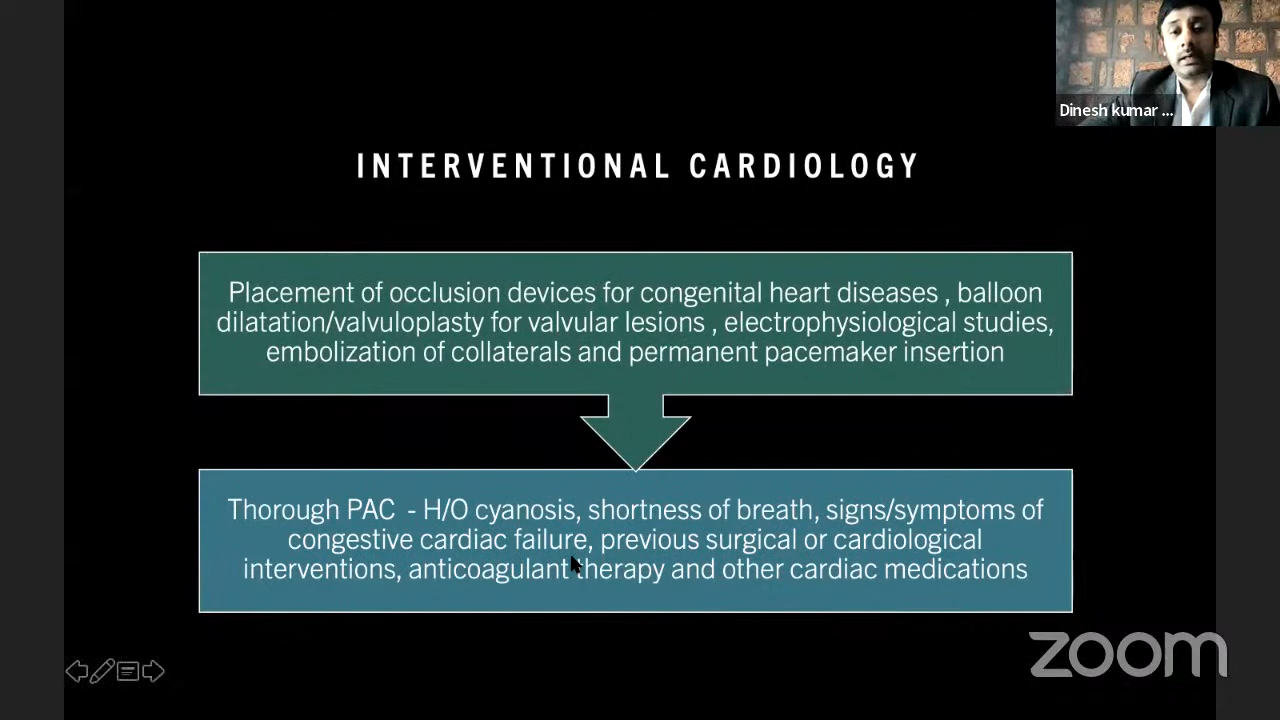 Dinesh kumar ...
INTERVENTIONAL CARDIOLOGY
Placement of occlusion devices for congenital heart diseases , balloon
dilatation/valvuloplasty for valvular lesions , electrophysiological studies,
embolization of collaterals and permanent pacemaker insertion
Thorough PAC - H/O cyanosis, shortness of breath, signs/symptoms of
congestive cardiac failure, previous surgical or cardiological
interventions, anticoagulant therapy and other cardiac medications
zoom